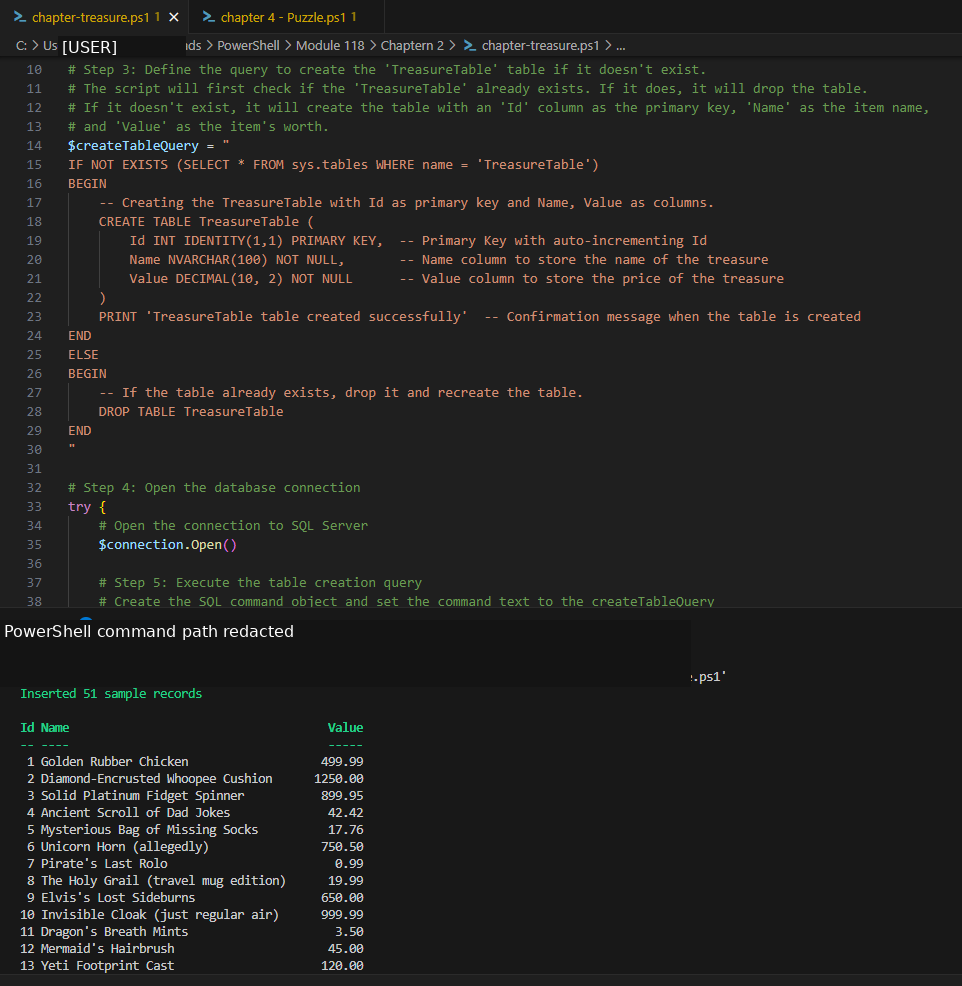 chapter-treasure.ps1 1 × chapter 4 - Puzzle.ps1 1
C: > Us [USER] ds > PowerShell > Module 118 > Chaptern 2 > chapter-treasure.ps1 > ...
10 # Step 3: Define the query to create the 'TreasureTable' table if it doesn't exist.
11 # The script will first check if the 'TreasureTable' already exists. If it does, it will drop the table.
12 # If it doesn't exist, it will create the table with an 'Id' column as the primary key, 'Name' as the item name,
13 # and 'Value' as the item's worth.
14 $createTableQuery = "
15 IF NOT EXISTS (SELECT * FROM sys.tables WHERE name = 'TreasureTable')
16 BEGIN
17 -- Creating the TreasureTable with Id as primary key and Name, Value as columns.
18 CREATE TABLE TreasureTable (
19 Id INT IDENTITY(1,1) PRIMARY KEY, -- Primary Key with auto-incrementing Id
20 Name NVARCHAR(100) NOT NULL, -- Name column to store the name of the treasure
21 Value DECIMAL(10, 2) NOT NULL -- Value column to store the price of the treasure
22 )
23 PRINT 'TreasureTable table created successfully' -- Confirmation message when the table is created
24 END
25 ELSE
26 BEGIN
27 -- If the table already exists, drop it and recreate the table.
28 DROP TABLE TreasureTable
29 END
30 "
31
32 # Step 4: Open the database connection
33 try {
34 # Open the connection to SQL Server
35 $connection.Open()
36
37 # Step 5: Execute the table creation query
38 # Create the SQL command object and set the command text to the createTableQuery
PowerShell command path redacted
e.ps1'
Inserted 51 sample records
Id Name Value
-- ---- -----
1 Golden Rubber Chicken 499.99
2 Diamond-Encrusted Whoopee Cushion 1250.00
3 Solid Platinum Fidget Spinner 899.95
4 Ancient Scroll of Dad Jokes 42.42
5 Mysterious Bag of Missing Socks 17.76
6 Unicorn Horn (allegedly) 750.50
7 Pirate's Last Rolo 0.99
8 The Holy Grail (travel mug edition) 19.99
9 Elvis's Lost Sideburns 650.00
10 Invisible Cloak (just regular air) 999.99
11 Dragon's Breath Mints 3.50
12 Mermaid's Hairbrush 45.00
13 Yeti Footprint Cast 120.00